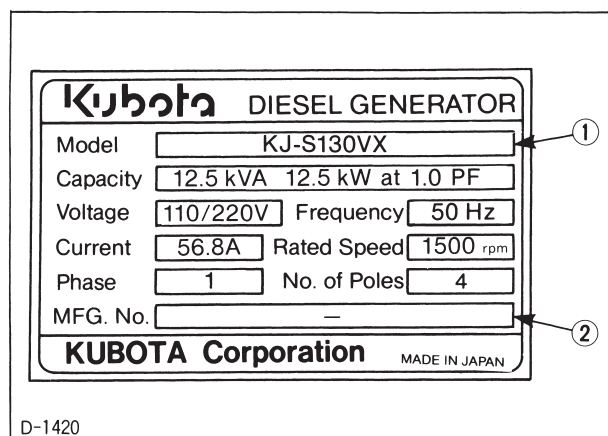 Kubota DIESEL GENERATOR
Model KJ-S130VX ①
Capacity 12.5 kVA 12.5 kW at 1.0 PF
Voltage 110/220V Frequency 50 Hz
Current 56.8A Rated Speed 1500 rpm
Phase 1 No. of Poles 4
MFG. No. — ②
KUBOTA Corporation MADE IN JAPAN
D-1420